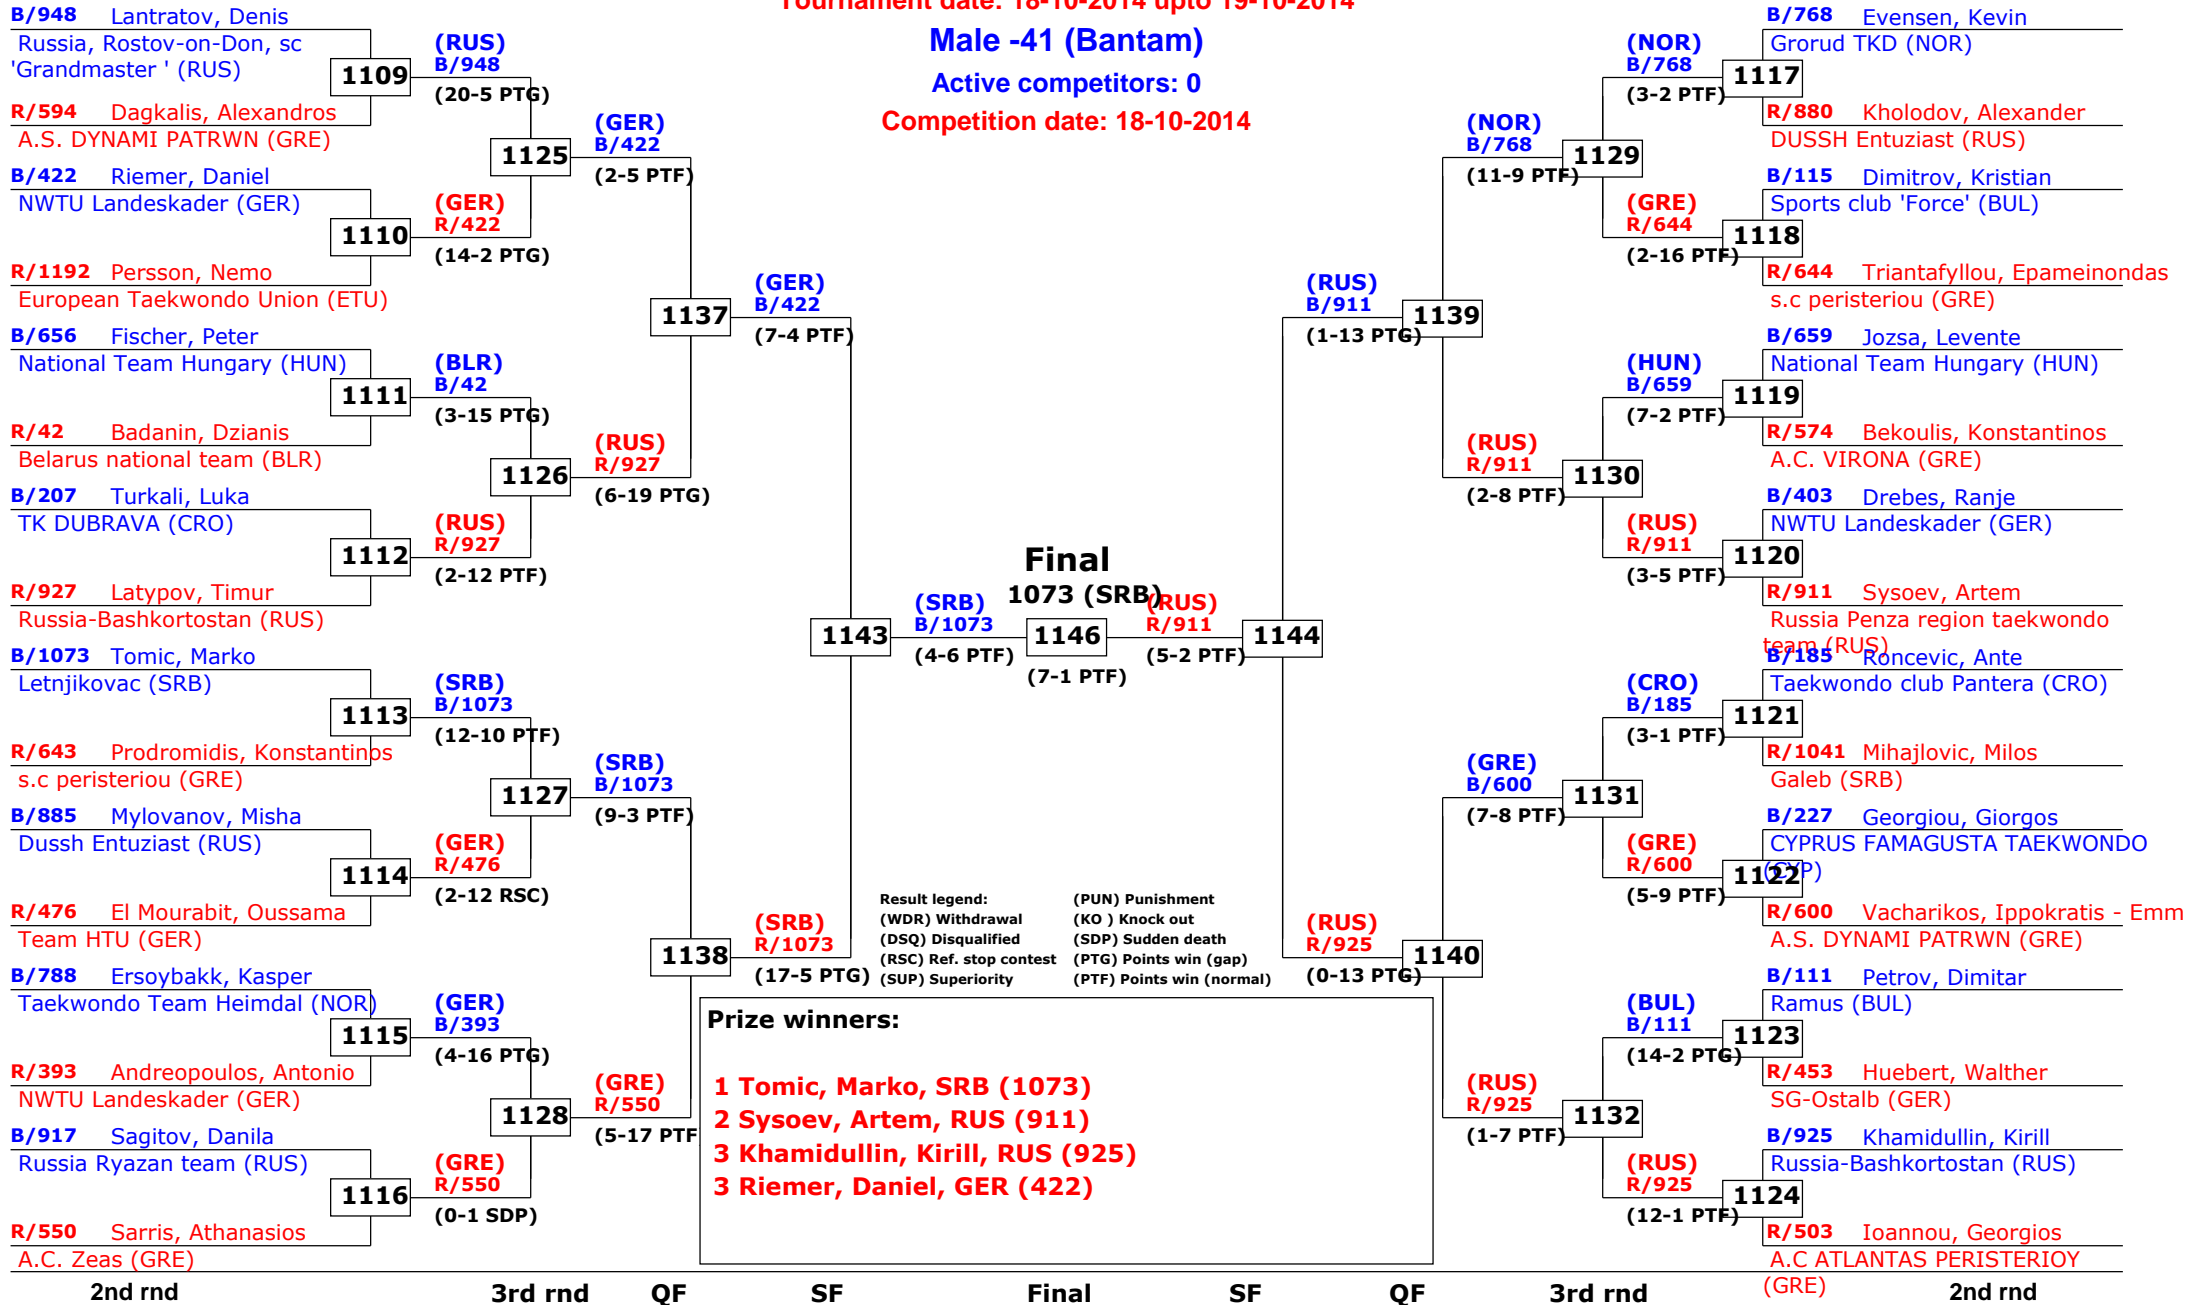 Tournament date: 18-10-2014 upto 19-10-2014
Male -41 (Bantam)
Active competitors: 0
Competition date: 18-10-2014
B/948 Lantratov, Denis
Russia, Rostov-on-Don, sc
'Grandmaster ' (RUS)
1109
R/594 Dagkalis, Alexandros
A.S. DYNAMI PATRWN (GRE)
B/422 Riemer, Daniel
NWTU Landeskader (GER)
1110
R/1192 Persson, Nemo
European Taekwondo Union (ETU)
B/656 Fischer, Peter
National Team Hungary (HUN)
1111
R/42 Badanin, Dzianis
Belarus national team (BLR)
B/207 Turkali, Luka
TK DUBRAVA (CRO)
1112
R/927 Latypov, Timur
Russia-Bashkortostan (RUS)
B/1073 Tomic, Marko
Letnjikovac (SRB)
1113
R/643 Prodromidis, Konstantinos
s.c peristeriou (GRE)
B/885 Mylovanov, Misha
Dussh Entuziast (RUS)
1114
R/476 El Mourabit, Oussama
Team HTU (GER)
B/788 Ersoybakk, Kasper
Taekwondo Team Heimdal (NOR)
1115
R/393 Andreopoulos, Antonio
NWTU Landeskader (GER)
B/917 Sagitov, Danila
Russia Ryazan team (RUS)
1116
R/550 Sarris, Athanasios
A.C. Zeas (GRE)
(RUS)
B/948
(20-5 PTG)
1125
(GER)
R/422
(14-2 PTG)
(BLR)
B/42
(3-15 PTG)
1126
(RUS)
R/927
(2-12 PTF)
(SRB)
B/1073
(12-10 PTF)
1127
(GER)
R/476
(2-12 RSC)
(GER)
B/393
(4-16 PTG)
1128
(GRE)
R/550
(0-1 SDP)
(GER)
B/422
(2-5 PTF)
1137
(RUS)
R/927
(6-19 PTG)
(SRB)
B/1073
(9-3 PTF)
1138
(GRE)
R/550
(5-17 PTF
(GER)
B/422
(7-4 PTF)
1143
(SRB)
R/1073
(17-5 PTG)
(SRB)
B/1073
(4-6 PTF)
Final
1073 (SRB)
1146
(7-1 PTF)
(RUS)
R/911
(5-2 PTF)
1144
(RUS)
B/911
(1-13 PTG)
1139
(RUS)
R/925
(0-13 PTG)
1140
(NOR)
B/768
(11-9 PTF)
1129
(RUS)
R/911
(2-8 PTF)
1130
(GRE)
B/600
(7-8 PTF)
1131
(RUS)
R/925
(1-7 PTF)
1132
(NOR)
B/768
(3-2 PTF)
1117
(GRE)
R/644
(2-16 PTF)
1118
(HUN)
B/659
(7-2 PTF)
1119
(RUS)
R/911
(3-5 PTF)
1120
(CRO)
B/185
(3-1 PTF)
1121
(GRE)
R/600
(5-9 PTF)
1122
(BUL)
B/111
(14-2 PTG)
1123
(RUS)
R/925
(12-1 PTF)
1124
B/768 Evensen, Kevin
Grorud TKD (NOR)
R/880 Kholodov, Alexander
DUSSH Entuziast (RUS)
B/115 Dimitrov, Kristian
Sports club 'Force' (BUL)
R/644 Triantafyllou, Epameinondas
s.c peristeriou (GRE)
B/659 Jozsa, Levente
National Team Hungary (HUN)
R/574 Bekoulis, Konstantinos
A.C. VIRONA (GRE)
B/403 Drebes, Ranje
NWTU Landeskader (GER)
R/911 Sysoev, Artem
Russia Penza region taekwondo
team (RUS)
B/185 Roncevic, Ante
Taekwondo club Pantera (CRO)
R/1041 Mihajlovic, Milos
Galeb (SRB)
B/227 Georgiou, Giorgos
CYPRUS FAMAGUSTA TAEKWONDO
(CYP)
R/600 Vacharikos, Ippokratis - Emm
A.S. DYNAMI PATRWN (GRE)
B/111 Petrov, Dimitar
Ramus (BUL)
R/453 Huebert, Walther
SG-Ostalb (GER)
B/925 Khamidullin, Kirill
Russia-Bashkortostan (RUS)
R/503 Ioannou, Georgios
A.C ATLANTAS PERISTERIOY
(GRE)
Result legend: (PUN) Punishment
(WDR) Withdrawal (KO ) Knock out
(DSQ) Disqualified (SDP) Sudden death
(RSC) Ref. stop contest (PTG) Points win (gap)
(SUP) Superiority (PTF) Points win (normal)
Prize winners:
1 Tomic, Marko, SRB (1073)
2 Sysoev, Artem, RUS (911)
3 Khamidullin, Kirill, RUS (925)
3 Riemer, Daniel, GER (422)
2nd rnd 3rd rnd QF SF Final SF QF 3rd rnd 2nd rnd